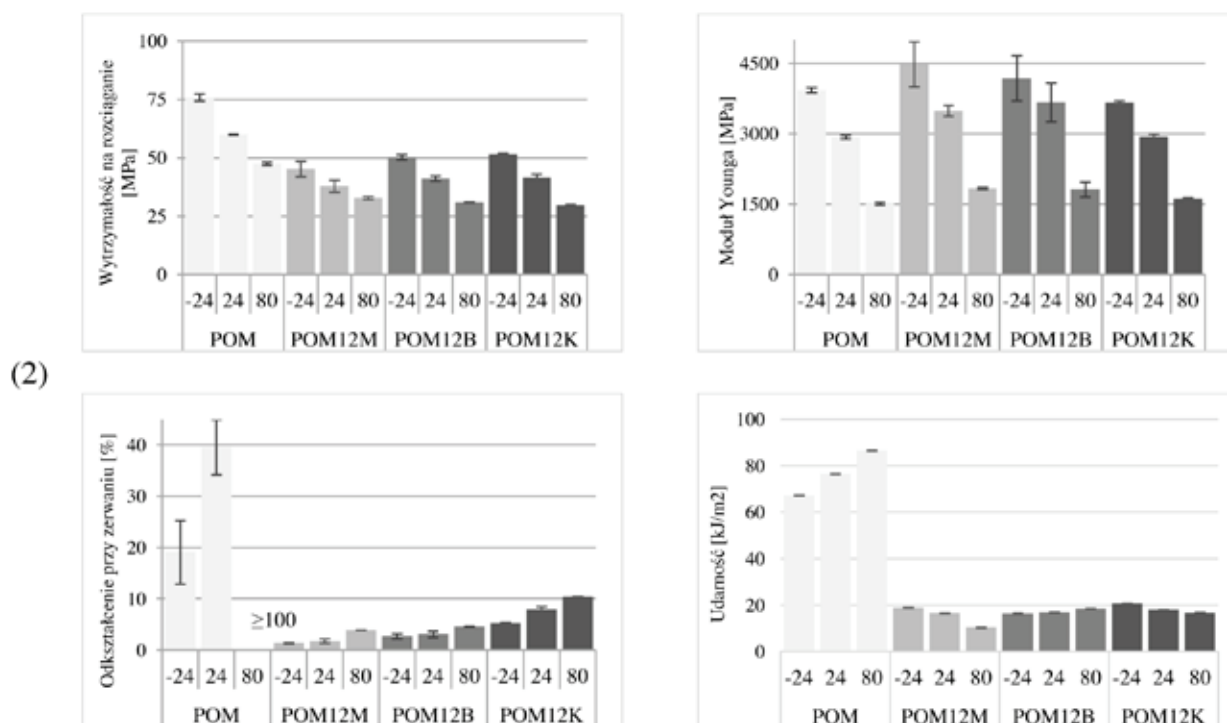 Wytrzymałość na rozciąganie
[MPa]
100
75
50
25
0
-24 24 80 -24 24 80 -24 24 80 -24 24 80
POM POM12M POM12B POM12K
Moduł Younga [MPa]
4500
3000
1500
0
-24 24 80 -24 24 80 -24 24 80 -24 24 80
POM POM12M POM12B POM12K
(2)
Odkształcenie przy zerwaniu [%]
40
30
20
10
0
≥100
-24 24 80 -24 24 80 -24 24 80 -24 24 80
POM POM12M POM12B POM12K
Udarność [kJ/m2]
100
80
60
40
20
0
-24 24 80 -24 24 80 -24 24 80 -24 24 80
POM POM12M POM12B POM12K